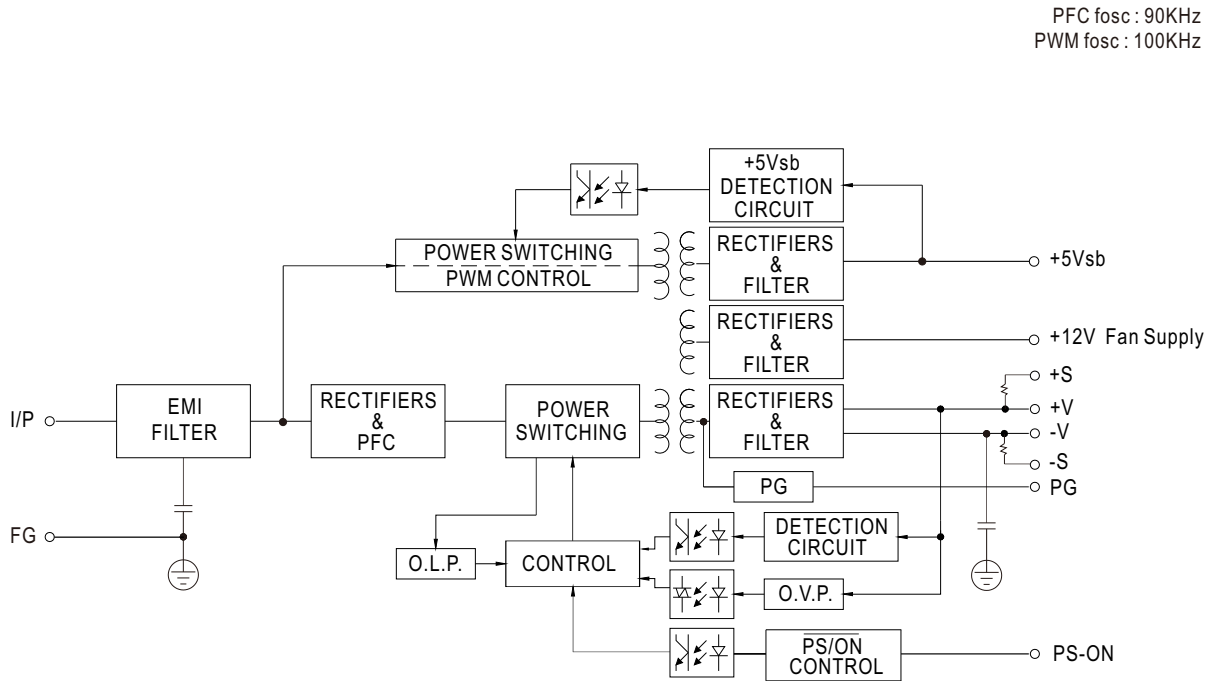 PFC fosc : 90KHz
PWM fosc : 100KHz
+5Vsb
DETECTION
CIRCUIT
POWER SWITCHING
PWM CONTROL
RECTIFIERS
&
FILTER
+5Vsb
RECTIFIERS
&
FILTER
+12V Fan Supply
I/P
EMI
FILTER
RECTIFIERS
&
PFC
POWER
SWITCHING
RECTIFIERS
&
FILTER
+S
+V
-V
-S
PG
PG
FG
O.L.P.
CONTROL
DETECTION
CIRCUIT
O.V.P.
PS/ON
CONTROL
PS-ON